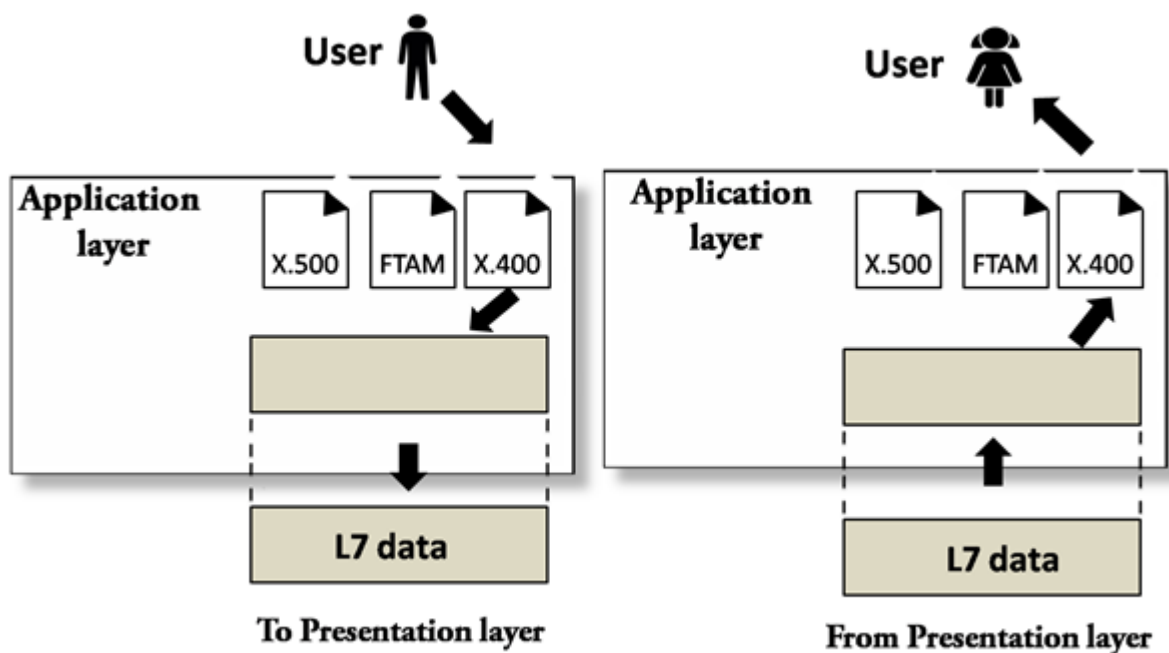 User
Application
layer
X.500 FTAM X.400
L7 data
To Presentation layer
User
Application
layer
X.500 FTAM X.400
L7 data
From Presentation layer